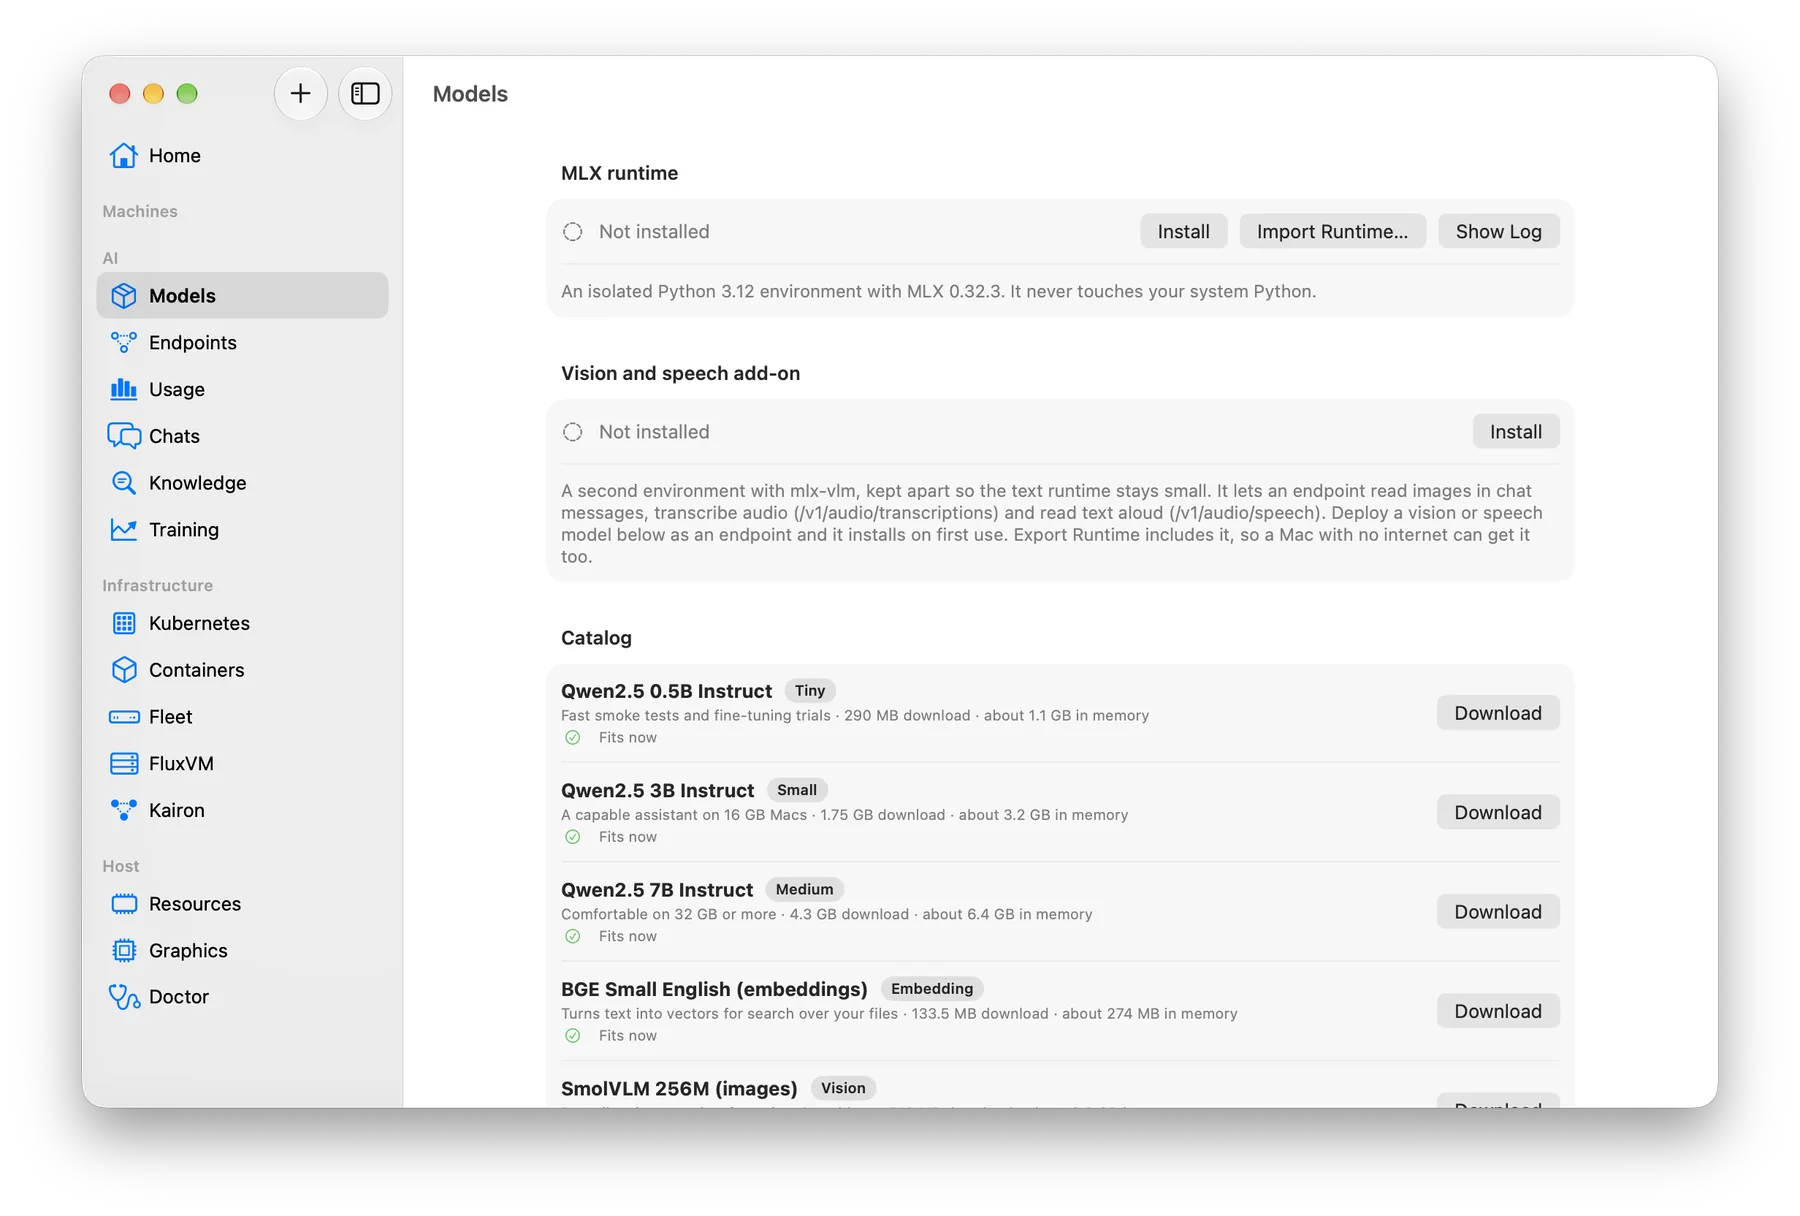 Models
Home
Machines
AI
Models
Endpoints
Usage
Chats
Knowledge
Training
Infrastructure
Kubernetes
Containers
Fleet
FluxVM
Kairon
Host
Resources
Graphics
Doctor
MLX runtime
Not installed
Install
Import Runtime...
Show Log
An isolated Python 3.12 environment with MLX 0.32.3. It never touches your system Python.
Vision and speech add-on
Not installed
Install
A second environment with mlx-vlm, kept apart so the text runtime stays small. It lets an endpoint read images in chat
messages, transcribe audio (/v1/audio/transcriptions) and read text aloud (/v1/audio/speech). Deploy a vision or speech
model below as an endpoint and it installs on first use. Export Runtime includes it, so a Mac with no internet can get it
too.
Catalog
Qwen2.5 0.5B Instruct Tiny
Fast smoke tests and fine-tuning trials · 290 MB download · about 1.1 GB in memory
Fits now
Download
Qwen2.5 3B Instruct Small
A capable assistant on 16 GB Macs · 1.75 GB download · about 3.2 GB in memory
Fits now
Download
Qwen2.5 7B Instruct Medium
Comfortable on 32 GB or more · 4.3 GB download · about 6.4 GB in memory
Fits now
Download
BGE Small English (embeddings) Embedding
Turns text into vectors for search over your files · 133.5 MB download · about 274 MB in memory
Fits now
Download
SmolVLM 256M (images) Vision
Download